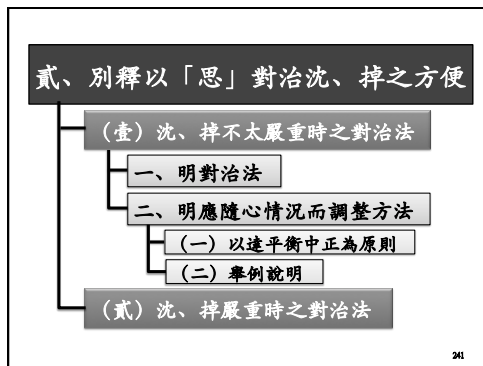 貳、別釋以「思」對治沈、掉之方便
（壹）沈、掉不太嚴重時之對治法
一、明對治法
二、明應隨心情況而調整方法
（一）以達平衡中正為原則
（二）舉例說明
（貳）沈、掉嚴重時之對治法
241